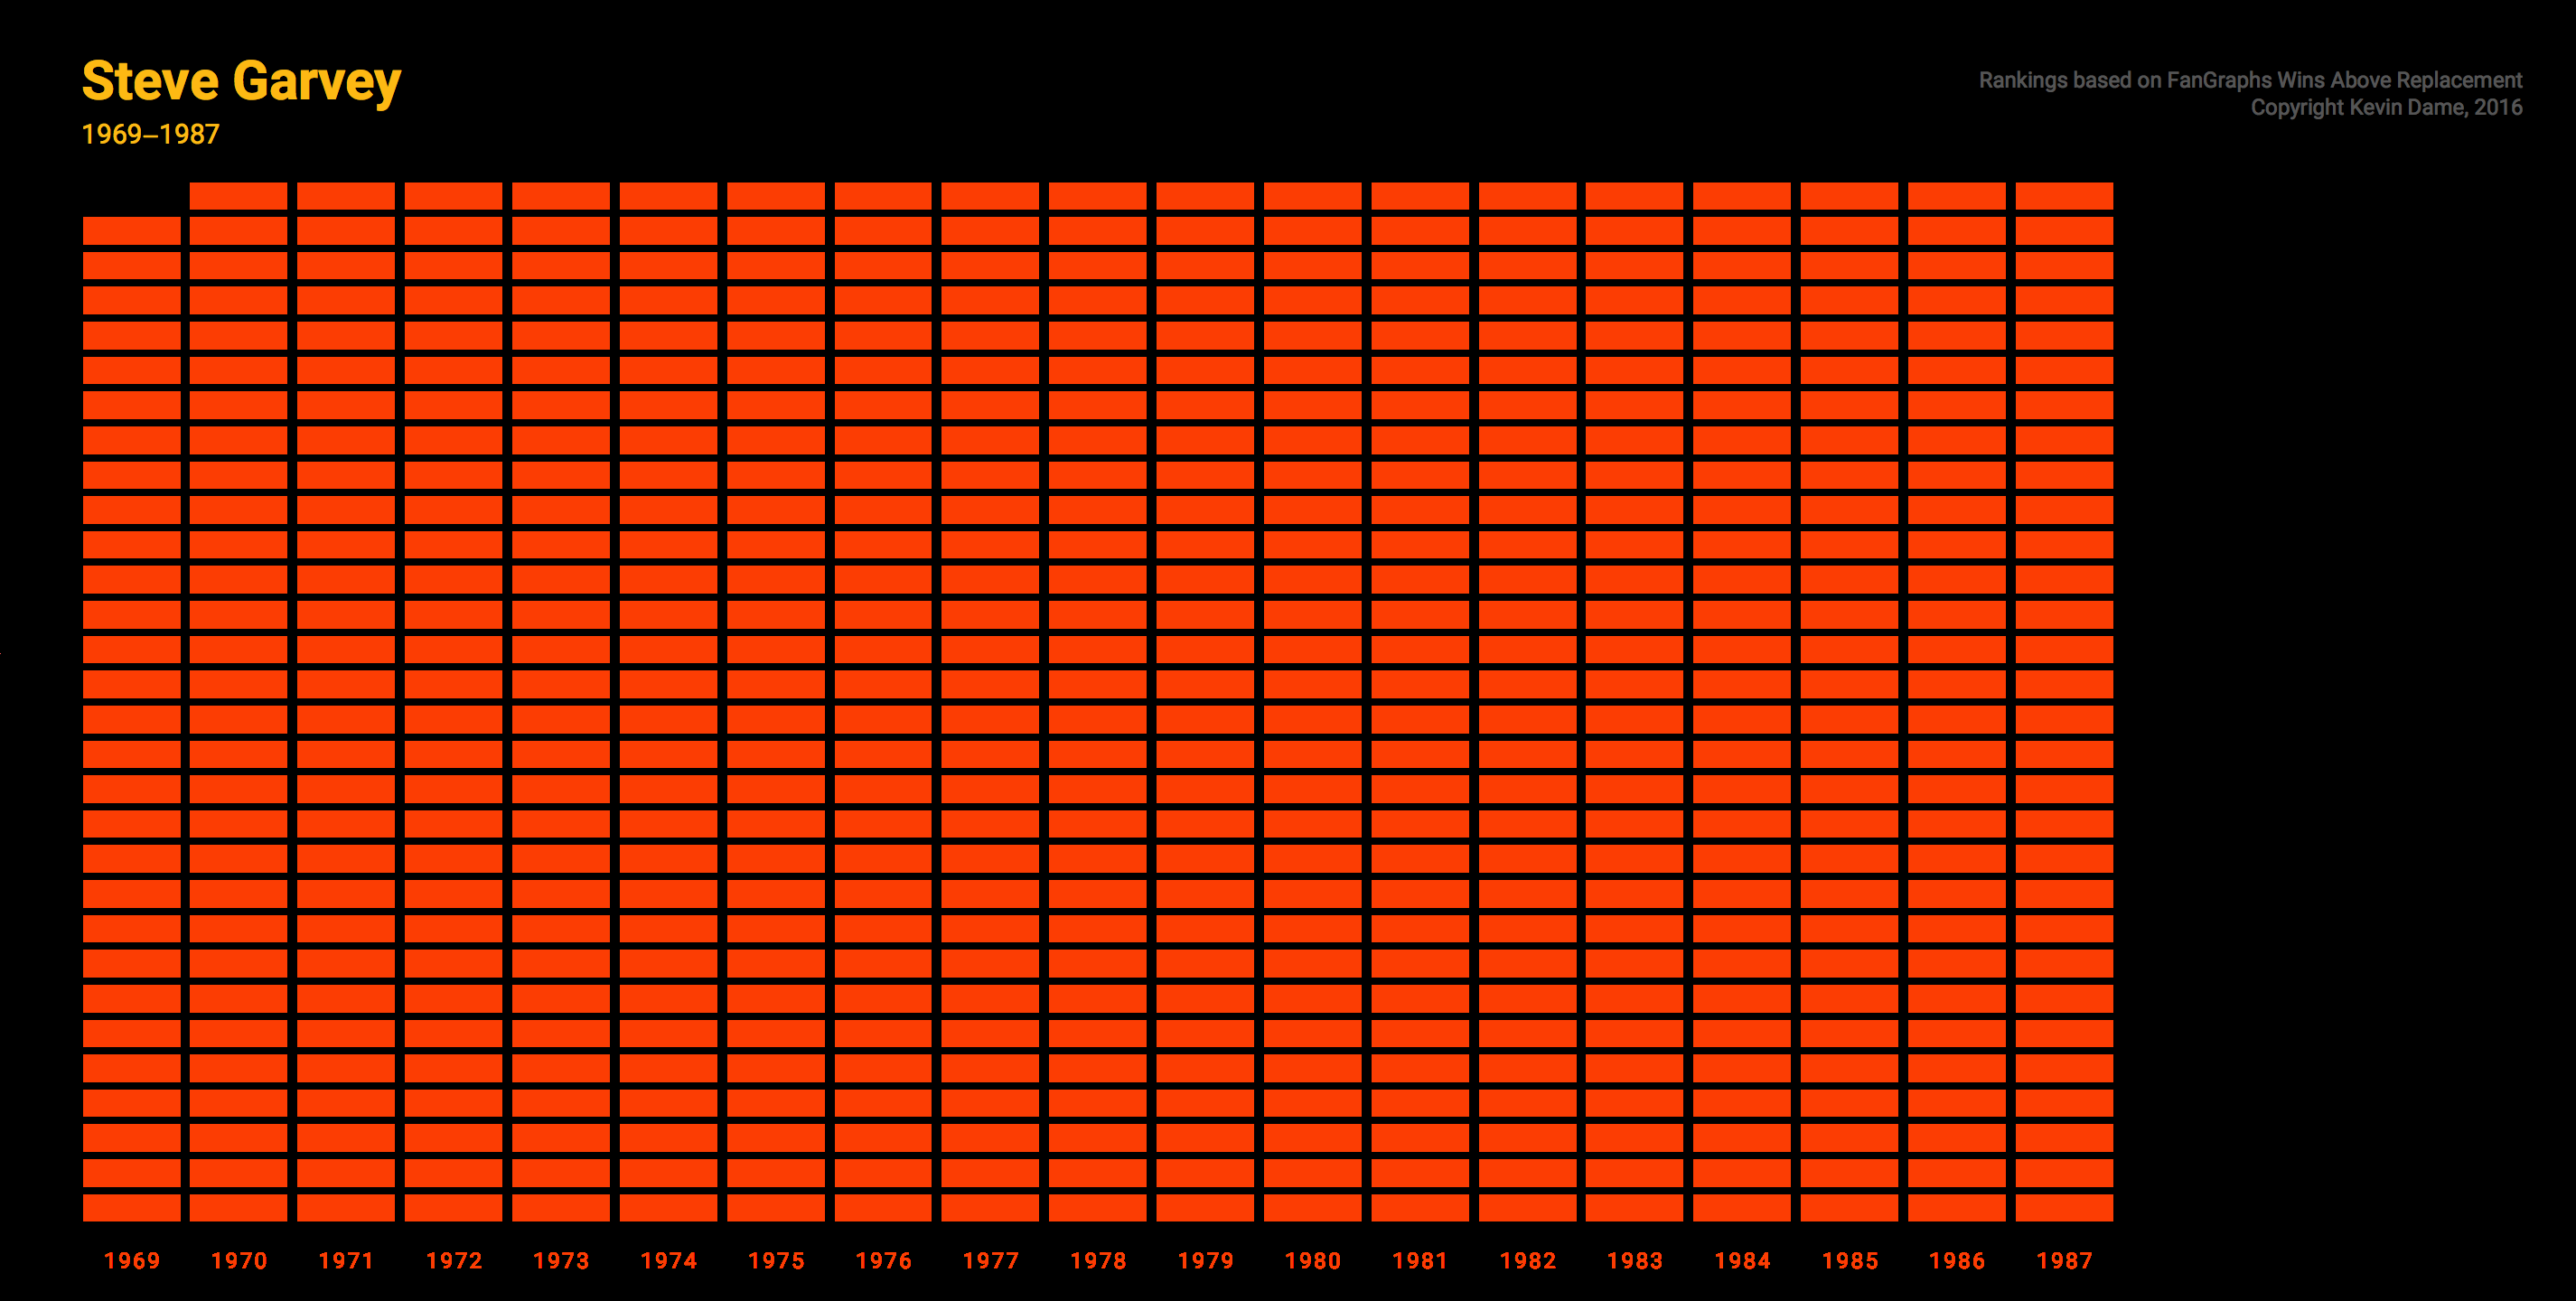 Steve Garvey
1969–1987
Rankings based on FanGraphs Wins Above Replacement
Copyright Kevin Dame, 2016
1969 1970 1971 1972 1973 1974 1975 1976 1977 1978 1979 1980 1981 1982 1983 1984 1985 1986 1987